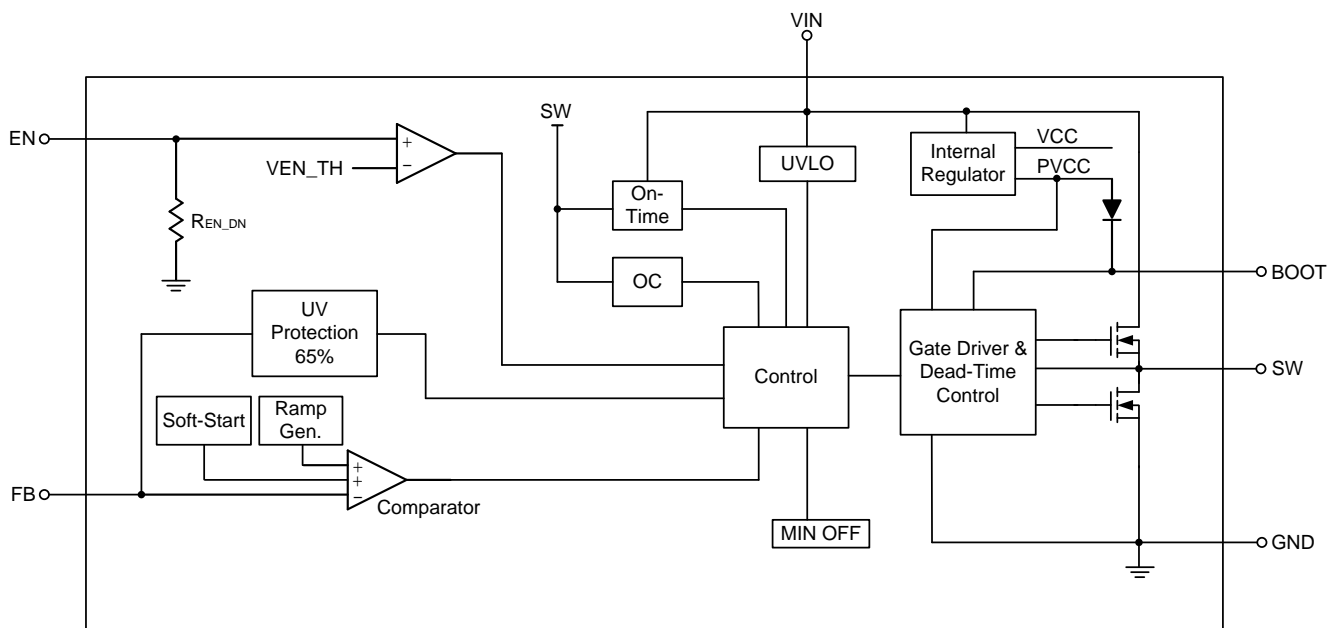 VIN
SW
EN
+
−
VEN_TH
UVLO
Internal
Regulator
VCC
PVCC
On-
Time
REN_DN
OC
BOOT
UV
Protection
65%
Control
Gate Driver &
Dead-Time
Control
SW
Soft-Start
Ramp
Gen.
+
+
−
FB
Comparator
MIN OFF
GND